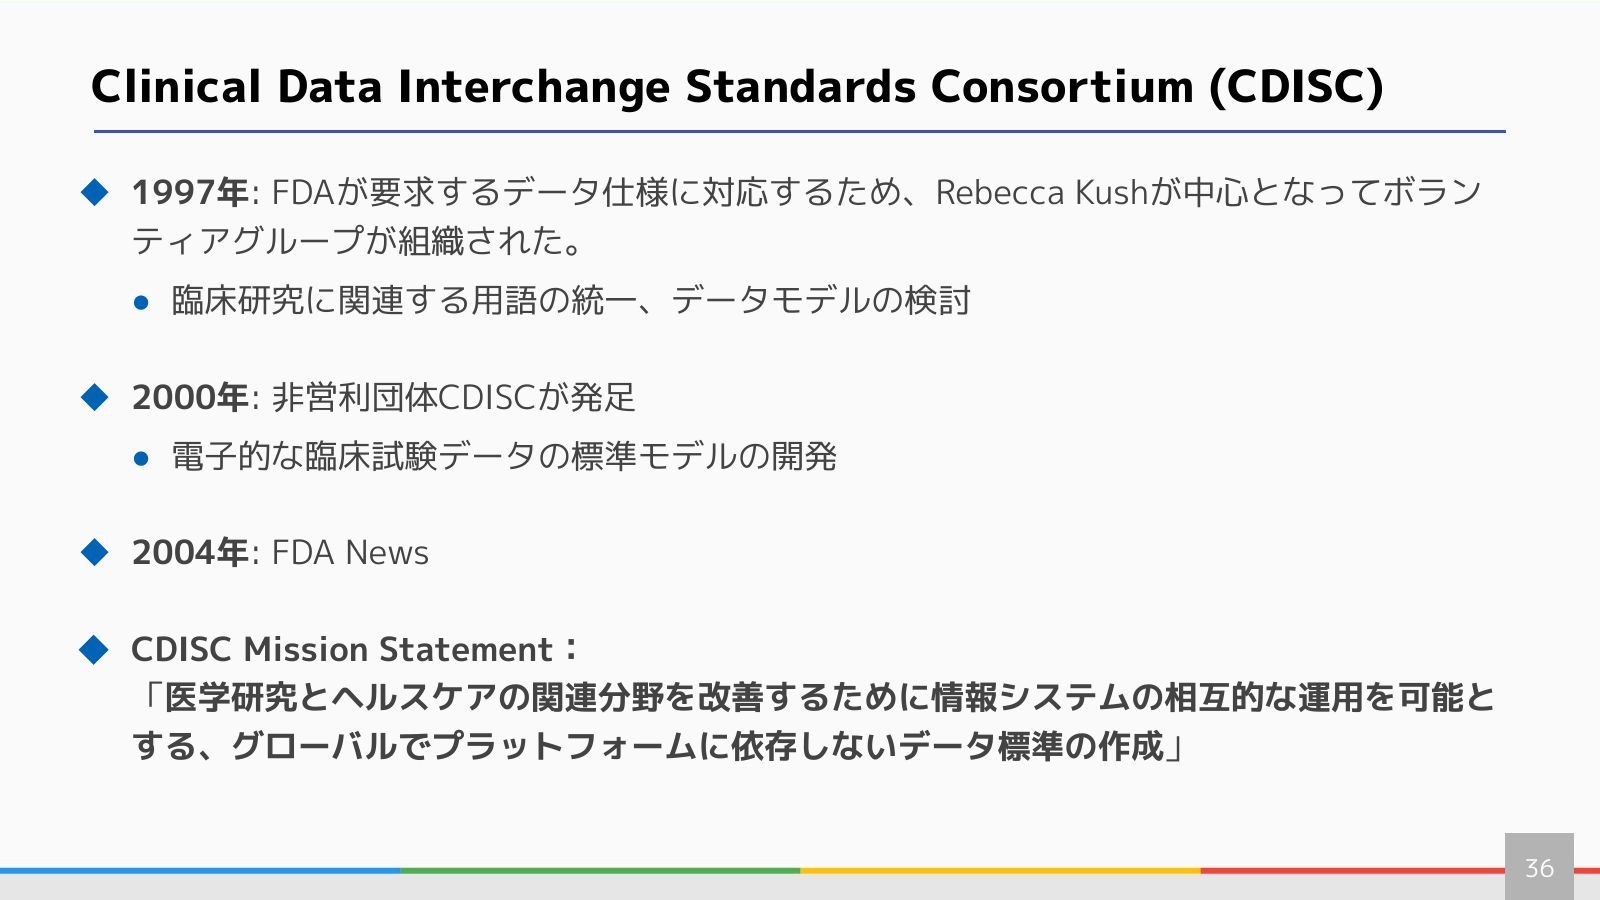 Clinical Data Interchange Standards Consortium (CDISC)
◆ 1997年: FDAが要求するデータ仕様に対応するため、Rebecca Kushが中心となってボラン
ティアグループが組織された。
● 臨床研究に関連する用語の統一、データモデルの検討
◆ 2000年: 非営利団体CDISCが発足
● 電子的な臨床試験データの標準モデルの開発
◆ 2004年: FDA News
◆ CDISC Mission Statement：
「医学研究とヘルスケアの関連分野を改善するために情報システムの相互的な運用を可能と
する、グローバルでプラットフォームに依存しないデータ標準の作成」
36